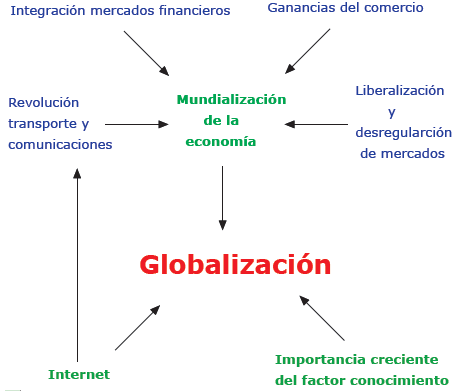 Integración mercados financieros
Ganancias del comercio
Revolución
transporte y
comunicaciones
Mundialización
de la
economía
Liberalización
y
desregularción
de mercados
Globalización
Internet
Importancia creciente
del factor conocimiento